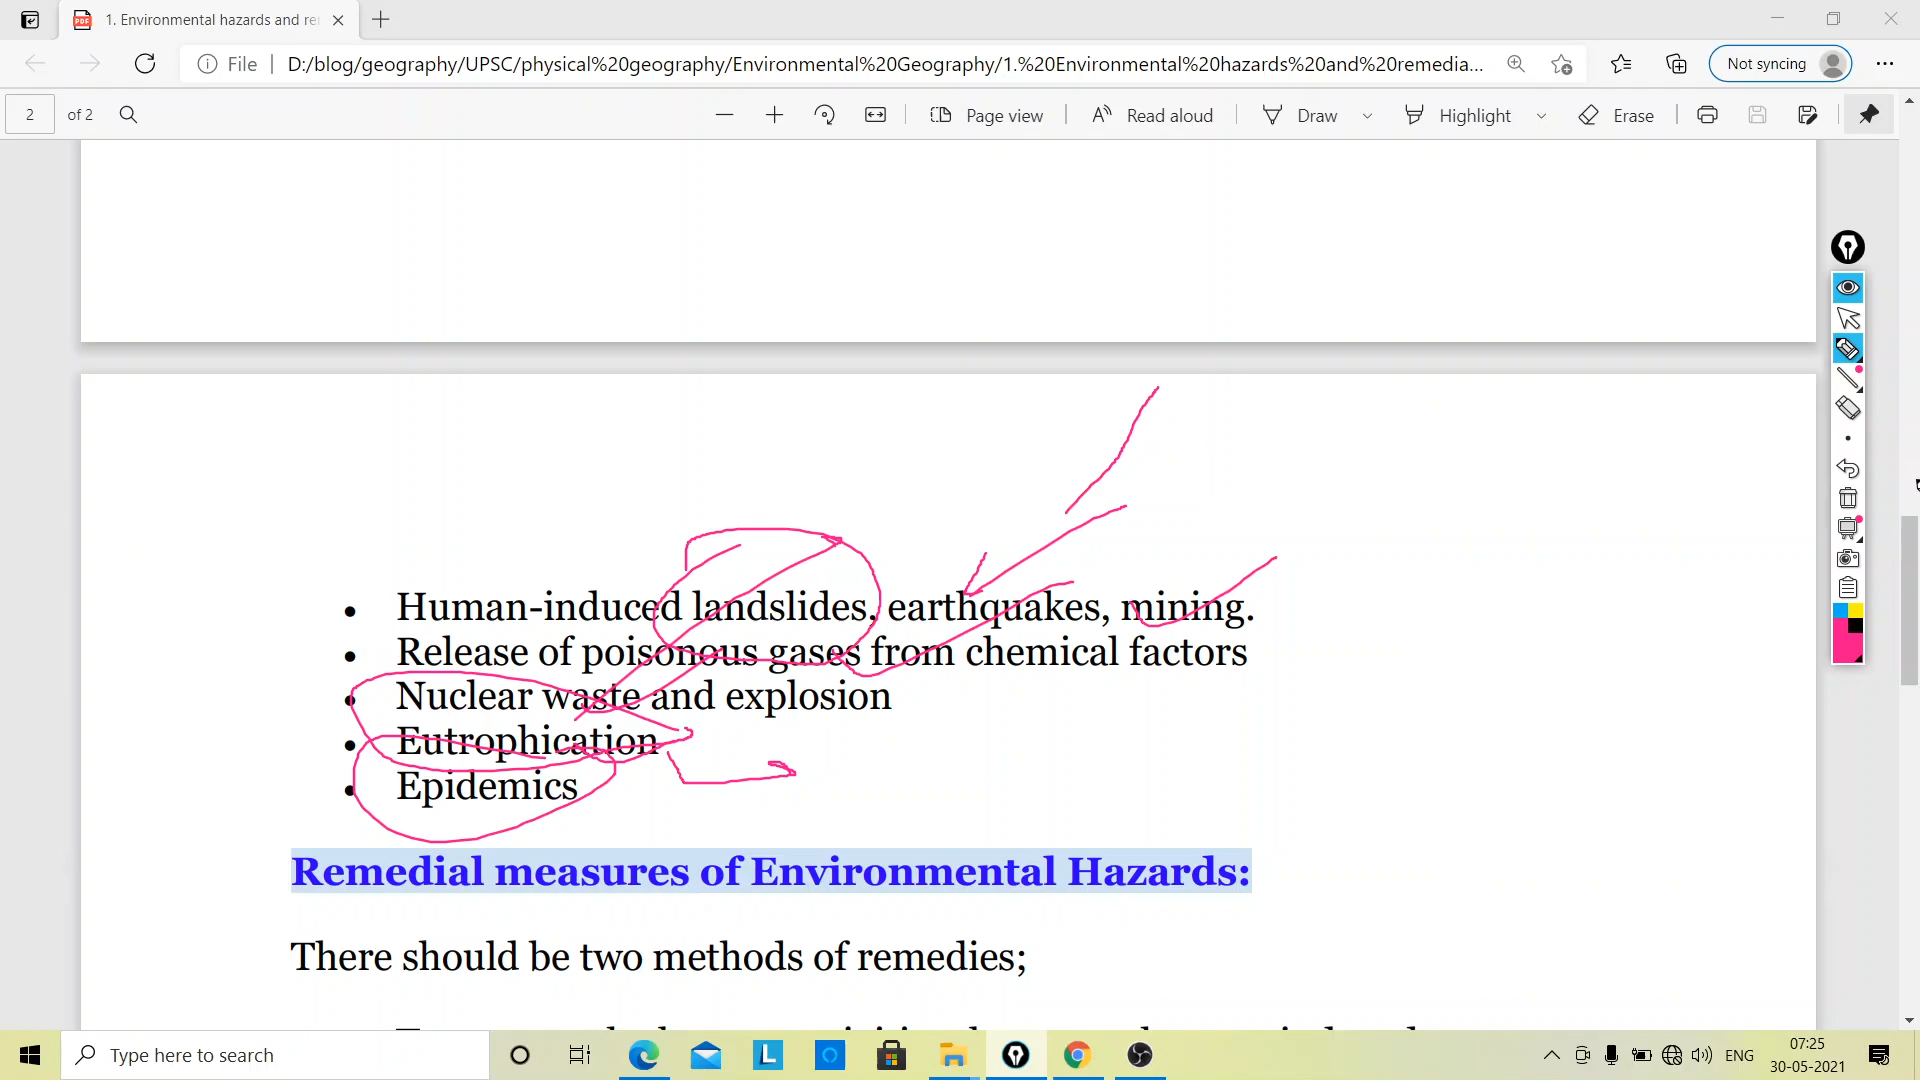 1. Environmental hazards and re
File
D:/blog/geography/UPSC/physical%20geography/Environmental%20Geography/1.%20Environmental%20hazards%20and%20remedia...
Not syncing
2 of 2
Page view
Read aloud
Draw
Highlight
Erase
• Human-induced landslides, earthquakes, mining.
• Release of poisonous gases from chemical factors
• Nuclear waste and explosion
• Eutrophication
• Epidemics
Remedial measures of Environmental Hazards:
There should be two methods of remedies;
Type here to search
ENG
07:25
30-05-2021